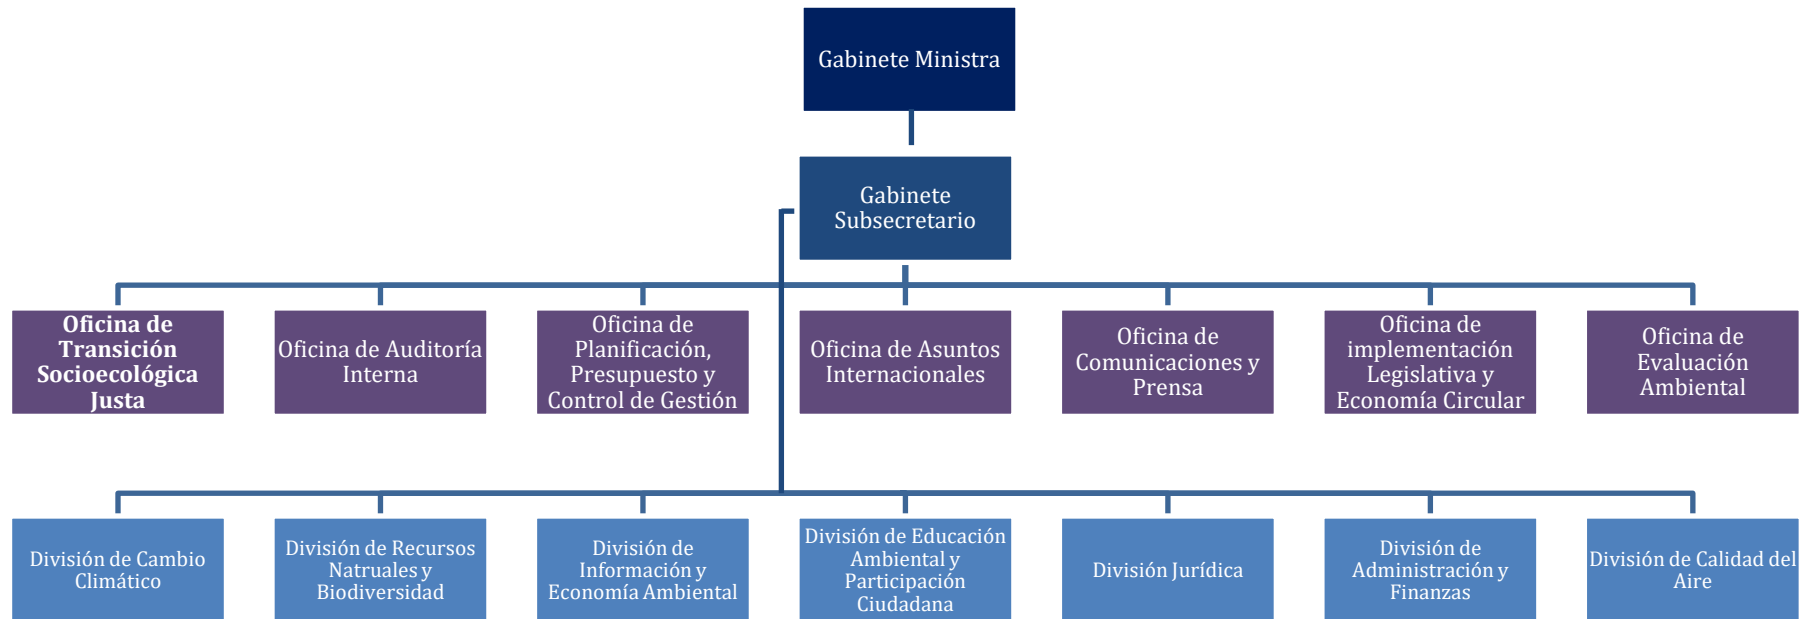 Gabinete Ministra
Gabinete
Subsecretario
Oficina de
Transición
Socioecológica
Justa
Oficina de Auditoría
Interna
Oficina de
Planificación,
Presupuesto y
Control de Gestión
Oficina de Asuntos
Internacionales
Oficina de
Comunicaciones y
Prensa
Oficina de
implementación
Legislativa y
Economía Circular
Oficina de
Evaluación
Ambiental
División de Cambio
Climático
División de Recursos
Natruales y
Biodiversidad
División de
Información y
Economía Ambiental
División de Educación
Ambiental y
Participación
Ciudadana
División Jurídica
División de
Administración y
Finanzas
División de Calidad del
Aire